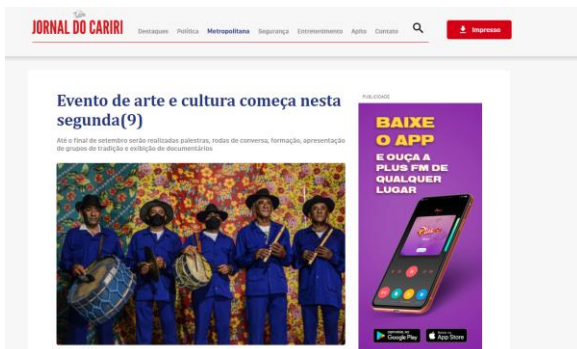 JORNAL DO CARIRI
Destaques Política Metropolitana Segurança Entretenimento Apito Contato
Impresso
Evento de arte e cultura começa nesta
segunda(9)
Até o final de setembro serão realizadas palestras, rodas de conversa, formação, apresentação
de grupos de tradição e exibição de documentários
PUBLICIDADE
BAIXE
O APP
E OUÇA A
PLUS FM DE
QUALQUER
LUGAR
Plus
Google Play
App Store